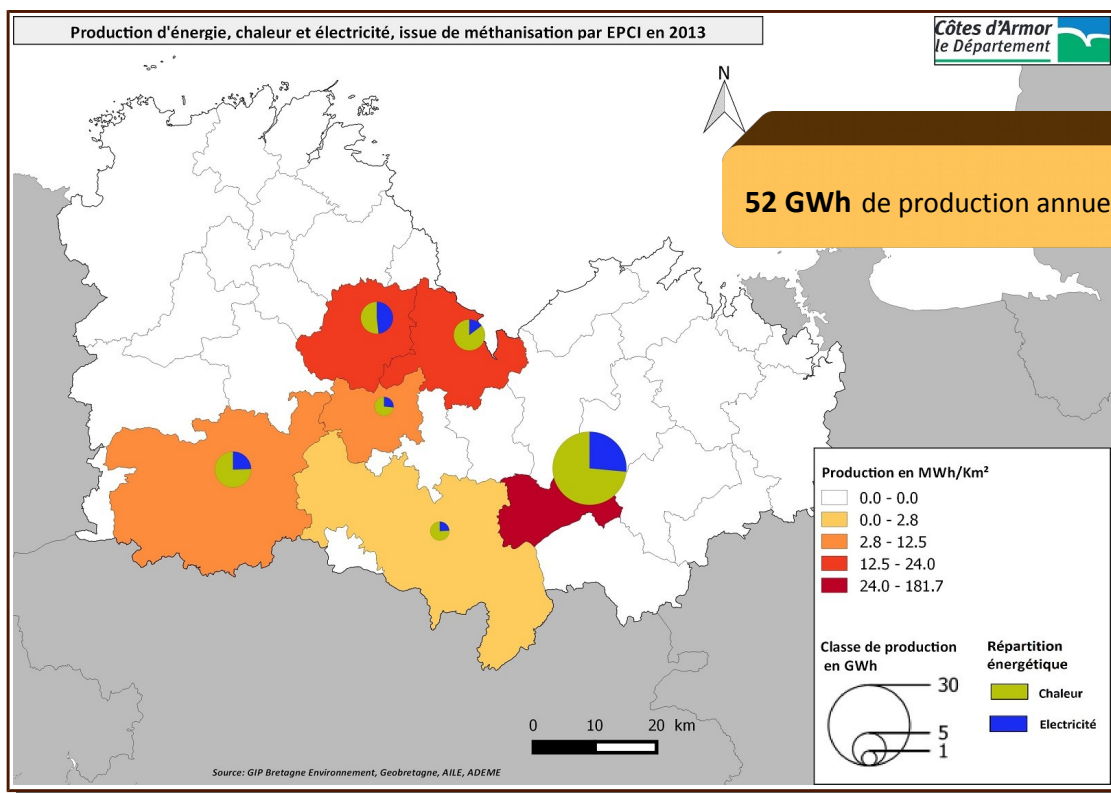 Production d'énergie, chaleur et électricité, issue de méthanisation par EPCI en 2013
Côtes d'Armor
le Département
N
52 GWh de production annue
Production en MWh/Km²
0.0 - 0.0
0.0 - 2.8
2.8 - 12.5
12.5 - 24.0
24.0 - 181.7
Classe de production
en GWh
30
5
1
Répartition
énergétique
Chaleur
Electricité
0 10 20 km
Source: GIP Bretagne Environnement, Geobretagne, AILE, ADEME